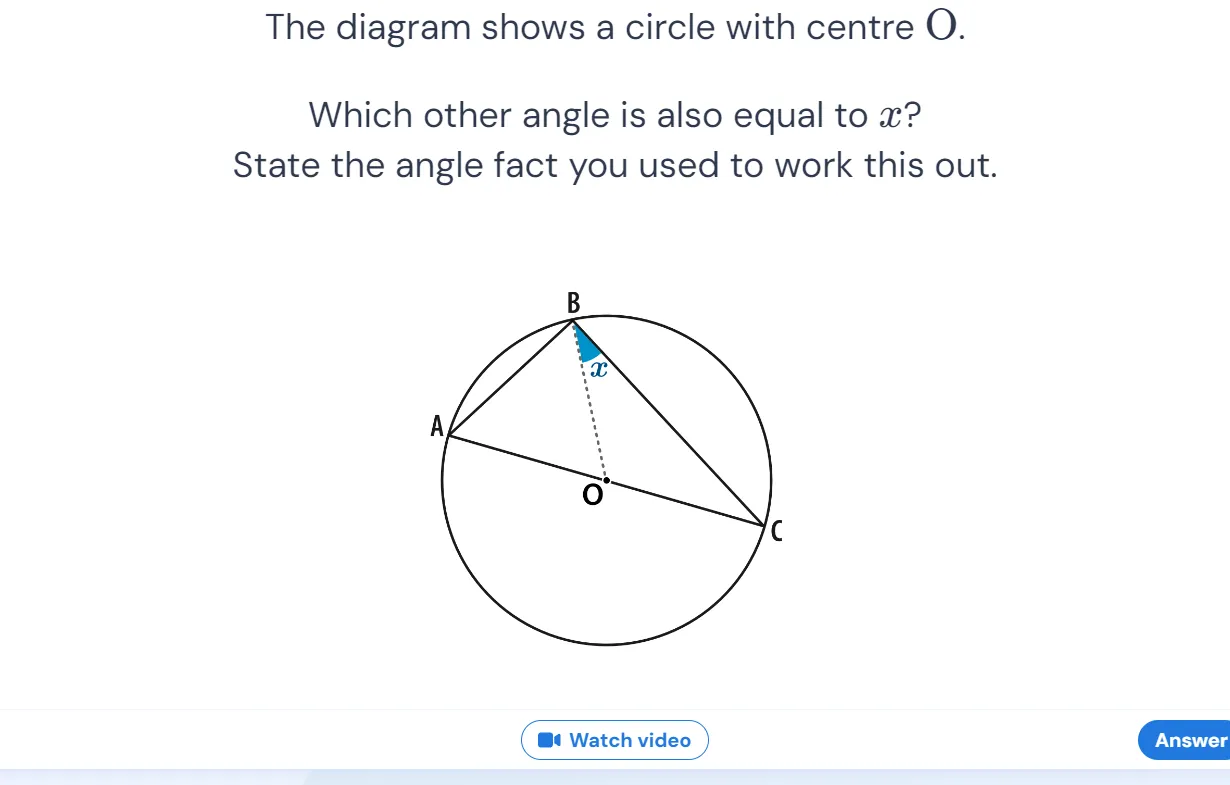 The diagram shows a circle with centre O.
Which other angle is also equal to x?
State the angle fact you used to work this out.
B
x
A
O
C
Watch video
Answer